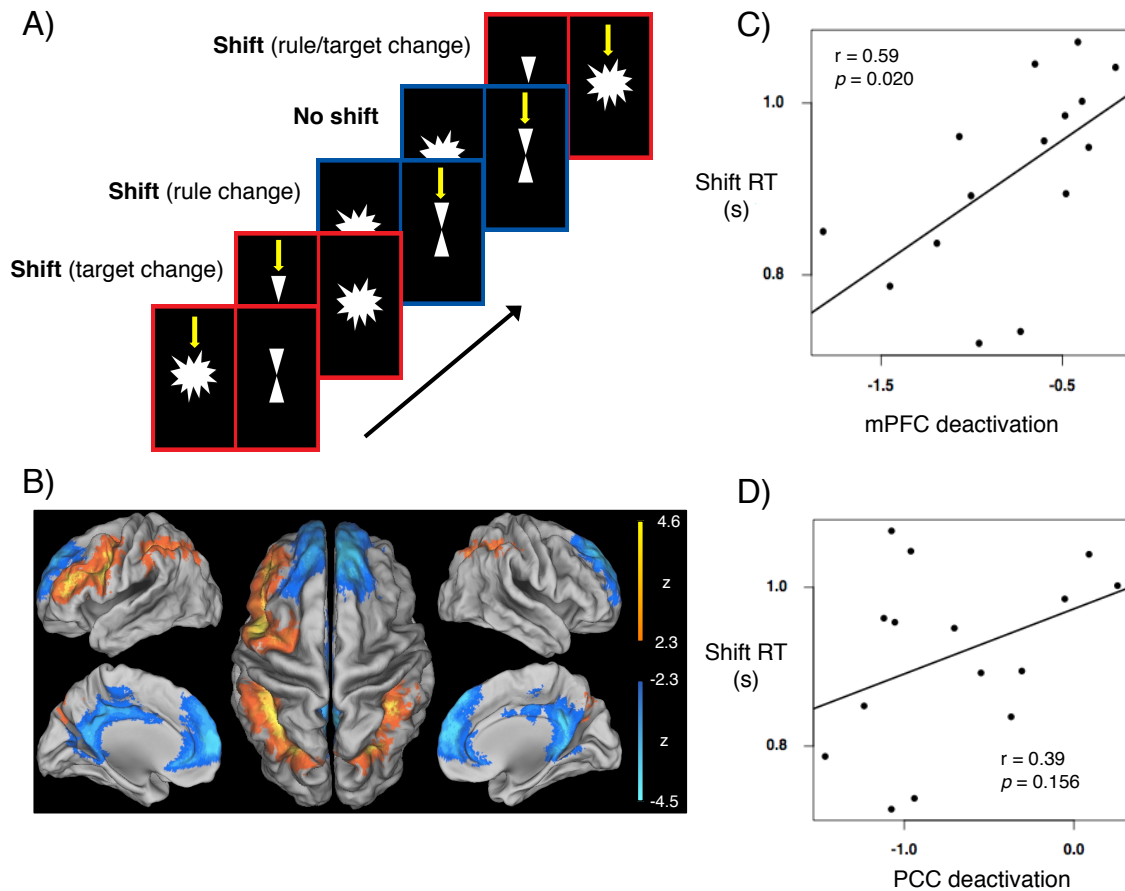 A)
Shift (rule/target change)
No shift
Shift (rule change)
Shift (target change)
B)
4.6
z
2.3
-2.3
z
-4.5
C)
r = 0.59
p = 0.020
1.0
Shift RT
(s)
0.8
-1.5
-0.5
mPFC deactivation
D)
1.0
Shift RT
(s)
0.8
r = 0.39
p = 0.156
-1.0
0.0
PCC deactivation